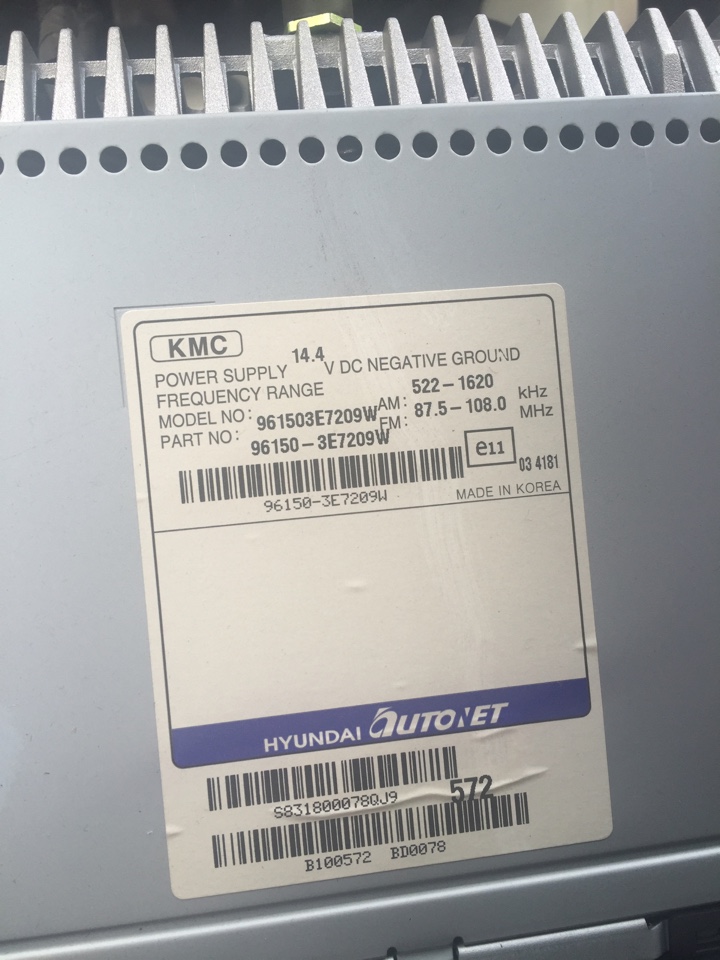 KMC
POWER SUPPLY 14.4 V DC NEGATIVE GROUND
FREQUENCY RANGE AM: 522-1620 kHz
FM: 87.5-108.0 MHz
MODEL NO: 961503E7209W
PART NO: 96150-3E7209W
e11
03 4181
96150-3E7209W
MADE IN KOREA
HYUNDAI AUTONET
S831800078QJ9
572
B100572 BD0078